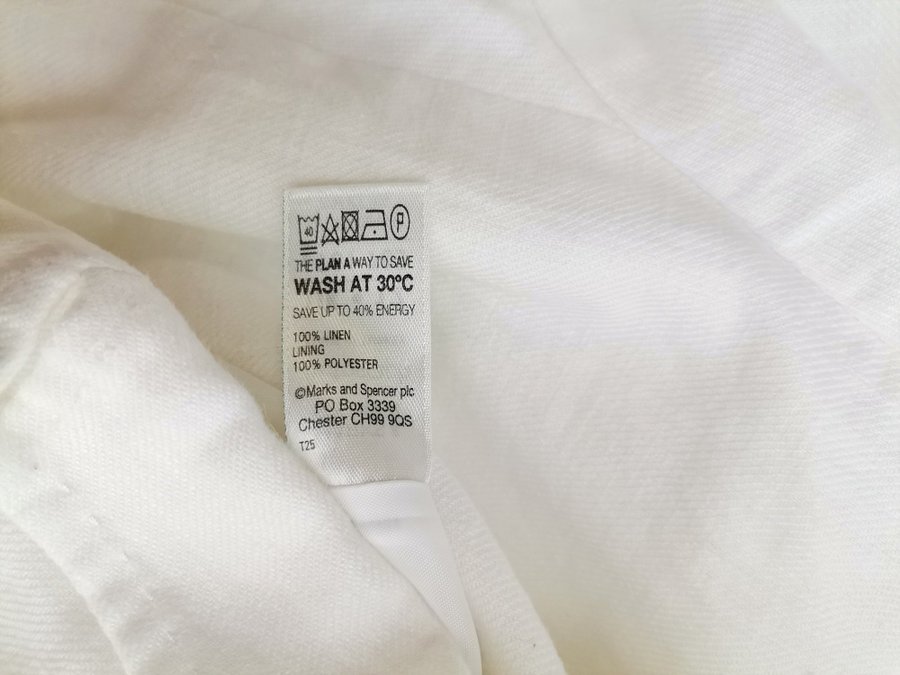 40 P
THE PLAN A WAY TO SAVE
WASH AT 30°C
SAVE UP TO 40% ENERGY
100% LINEN
LINING
100% POLYESTER
©Marks and Spencer plc
PO Box 3339
Chester CH99 9QS
T25